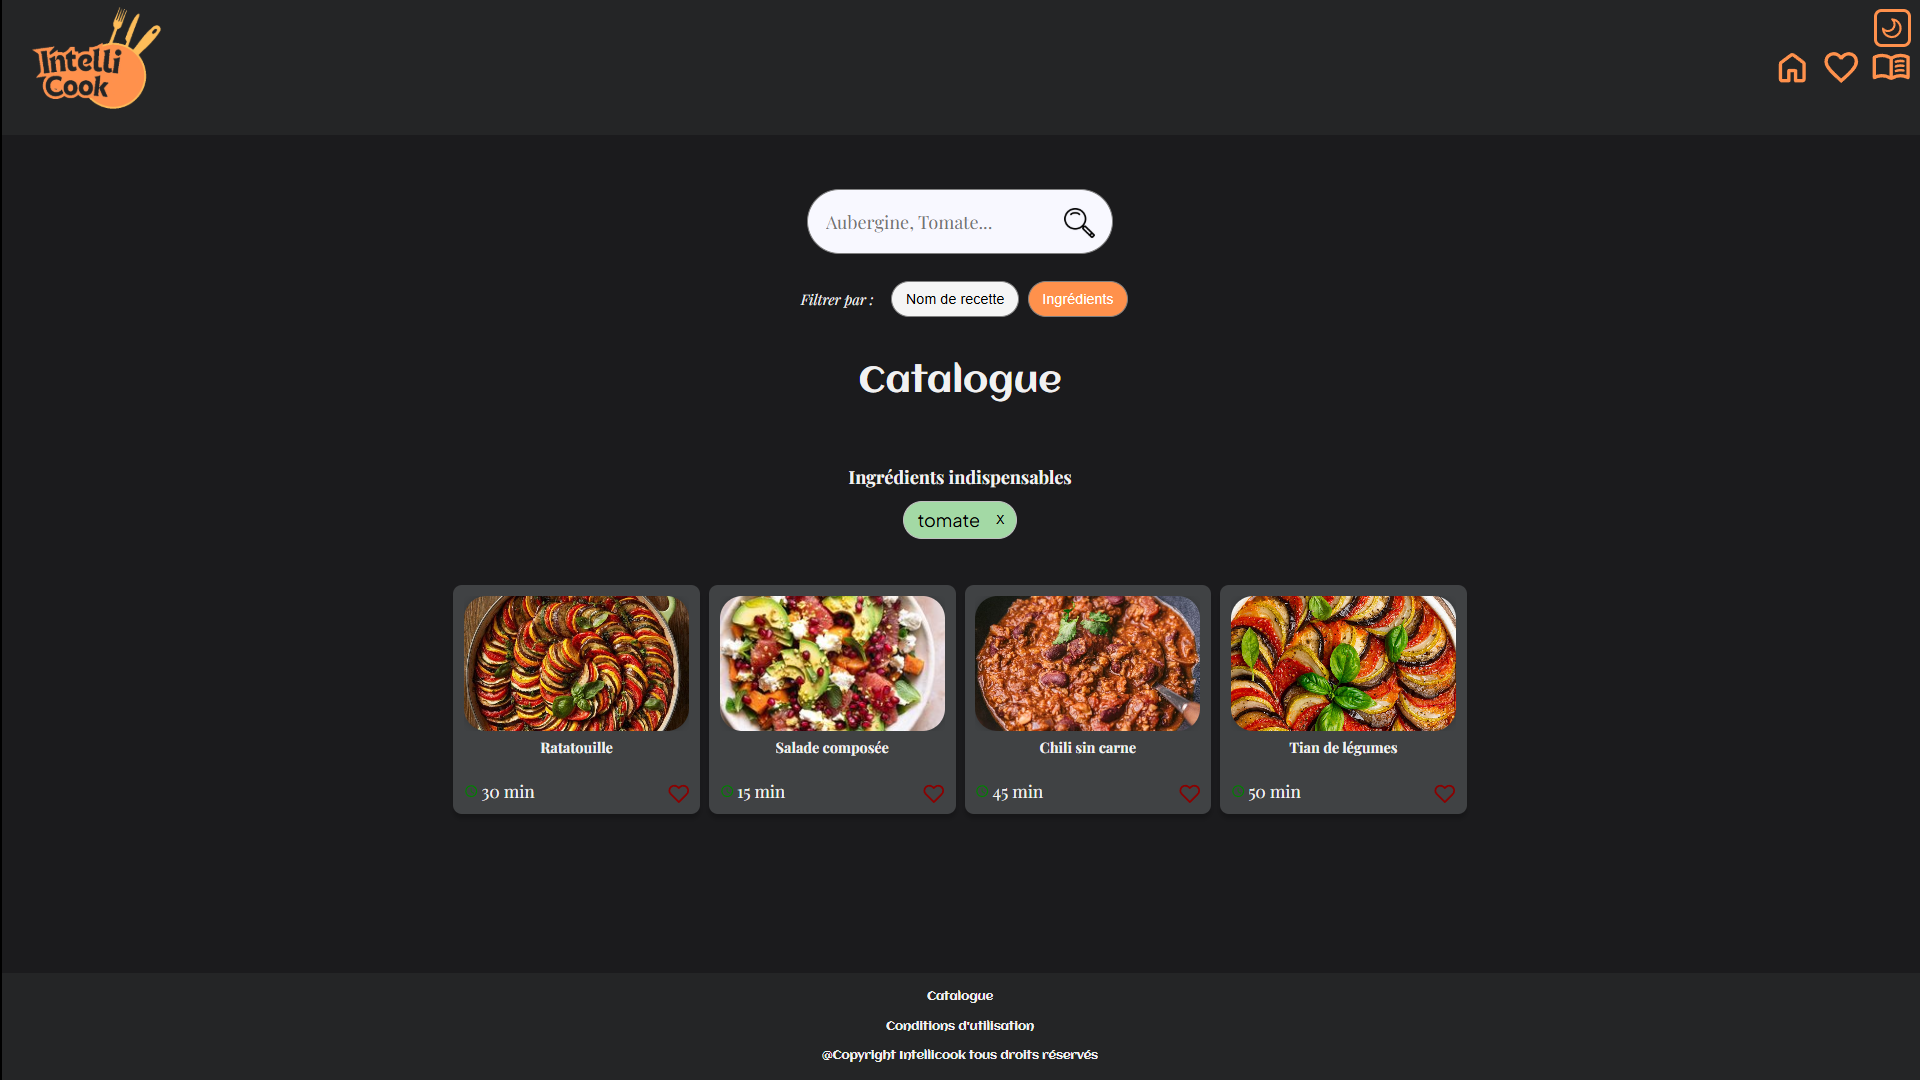 Intelli
Cook
Aubergine, Tomate...
Filtrer par :
Nom de recette
Ingrédients
Catalogue
Ingrédients indispensables
tomate X
Ratatouille
30 min
Salade composée
15 min
Chili sin carne
45 min
Tian de légumes
50 min
Catalogue
Conditions d'utilisation
@Copyright Intellicook tous droits réservés